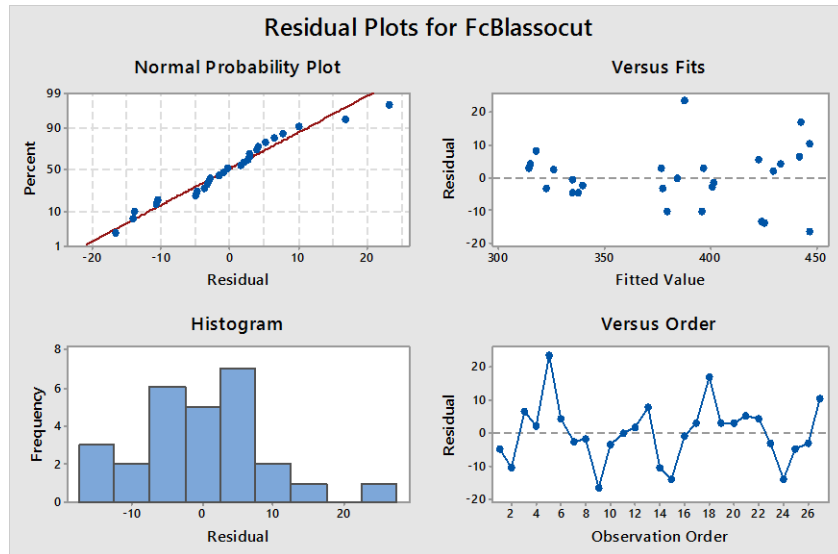 Residual Plots for FcBlassocut
Normal Probability Plot
99
90
50
10
1
Percent
-20 -10 0 10 20
Residual
Versus Fits
20
10
0
-10
-20
Residual
300 350 400 450
Fitted Value
Histogram
8
6
4
2
0
Frequency
-10 0 10 20
Residual
Versus Order
20
10
0
-10
-20
Residual
2 4 6 8 10 12 14 16 18 20 22 24 26
Observation Order